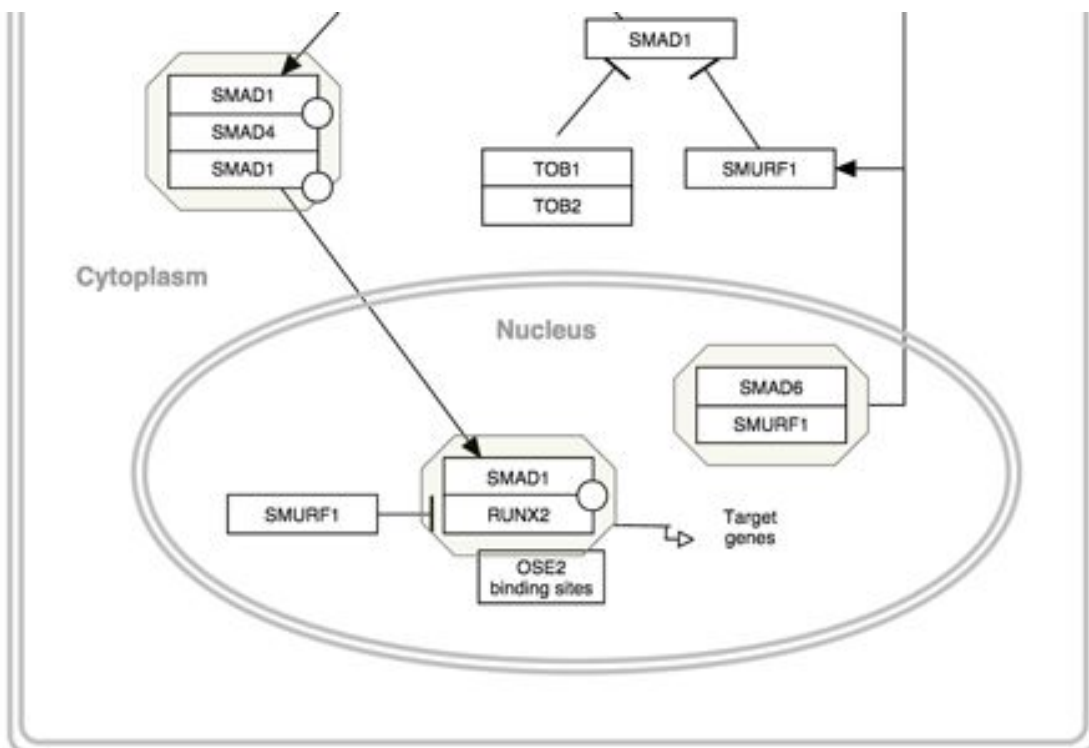 SMAD1
SMAD1
SMAD4
SMAD1
TOB1
TOB2
SMURF1
Cytoplasm
Nucleus
SMAD6
SMURF1
SMAD1
RUNX2
SMURF1
Target
genes
OSE2
binding sites